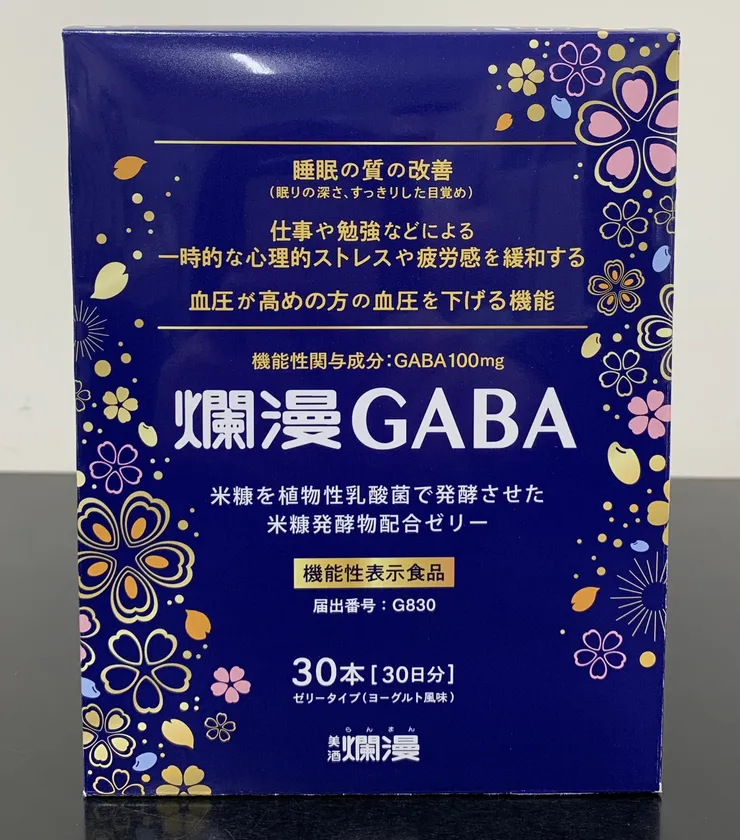 睡眠の質の改善
(眠りの深さ、すっきりした目覚め)
仕事や勉強などによる
一時的な心理的ストレスや疲労感を緩和する
血圧が高めの方の血圧を下げる機能
機能性関与成分:GABA100mg
爛漫GABA
米糠を植物性乳酸菌で発酵させた
米糠発酵物配合ゼリー
機能性表示食品
届出番号:G830
30本[30日分]
ゼリータイプ(ヨーグルト風味)
らんまん
美酒爛漫